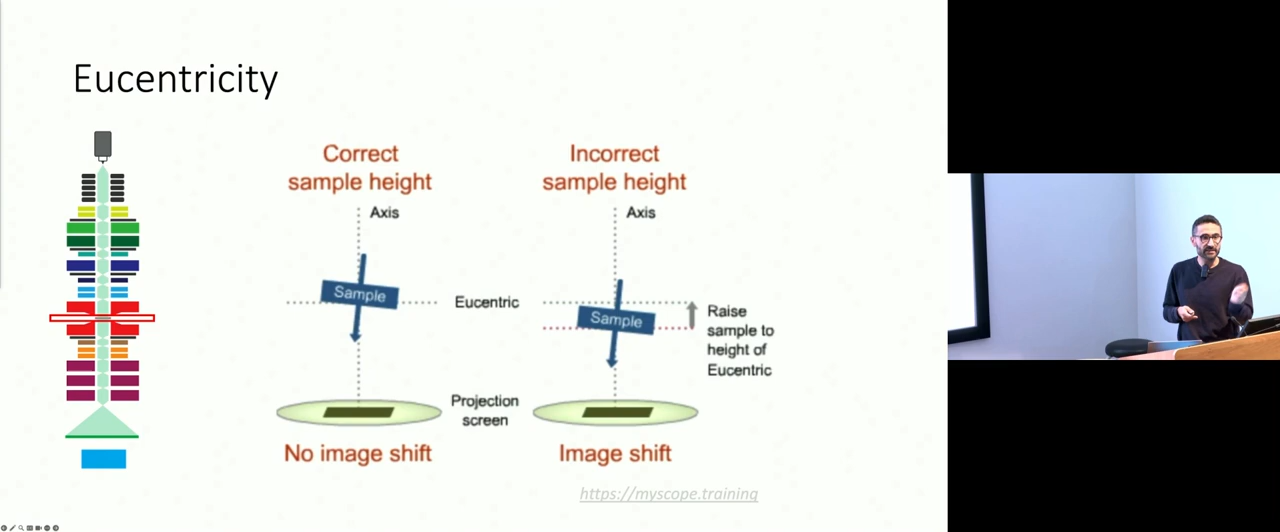 Eucentricity
Correct
sample height
Axis
Sample
Eucentric
Projection
screen
No image shift
Incorrect
sample height
Axis
Sample
Raise
sample to
height of
Eucentric
Image shift
https://myscope.training